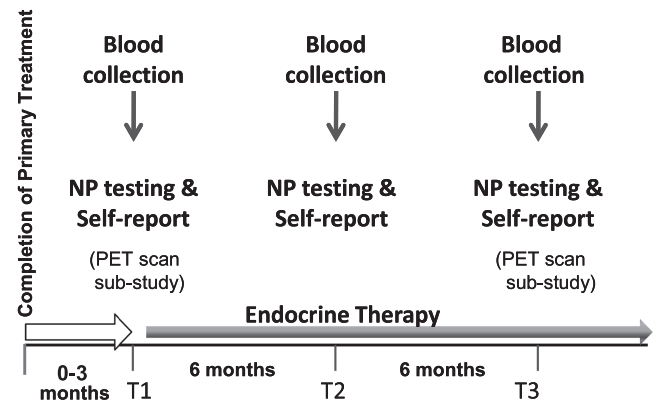 Completion of Primary Treatment
Blood
collection
Blood
collection
Blood
collection
NP testing &
Self-report
NP testing &
Self-report
NP testing &
Self-report
(PET scan
sub-study)
(PET scan
sub-study)
Endocrine Therapy
0-3
months
T1
6 months
T2
6 months
T3